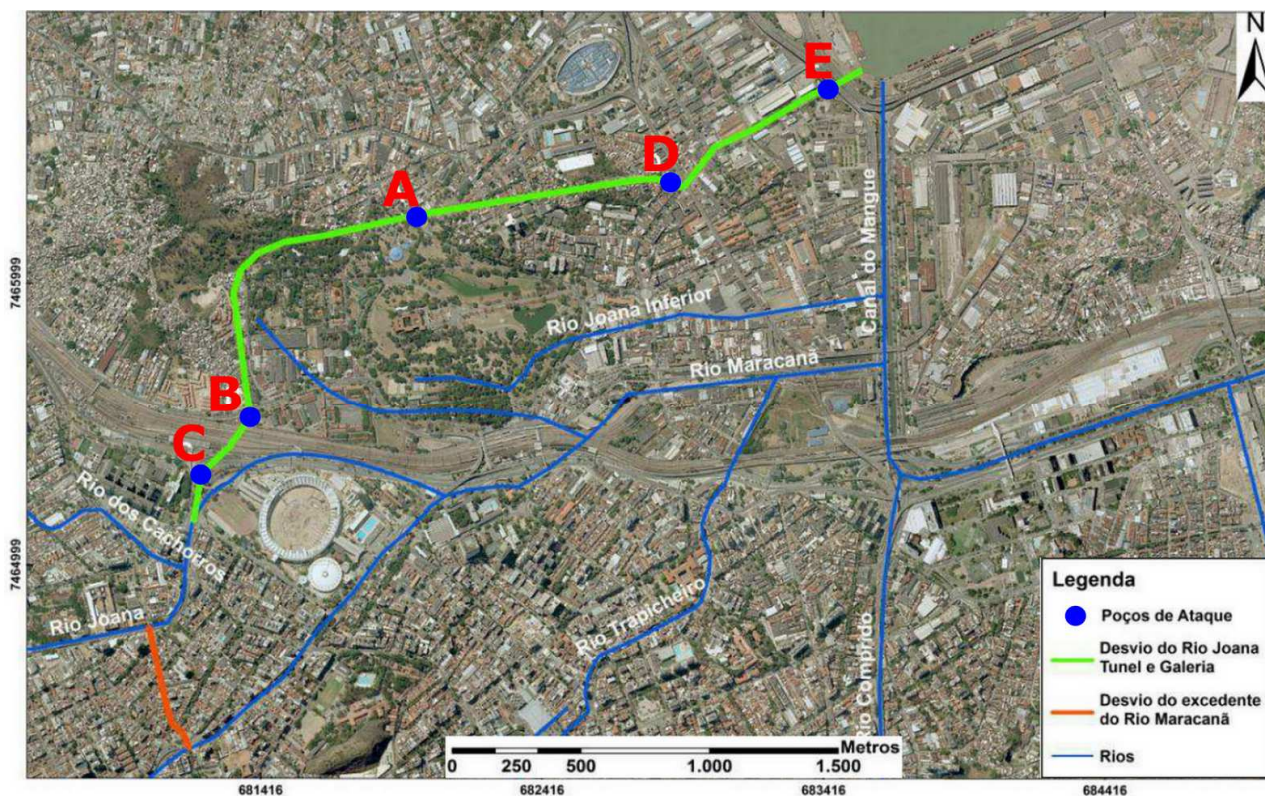 E
N
D
A
7465999
Canal do Mangue
Rio Joana Inferior
Rio Maracanã
B
C
Rio dos Cachorros
7464999
Legenda
Poços de Ataque
Desvio do Rio Joana
Tunel e Galeria
Desvio do excedente
do Rio Maracanã
Rios
Rio Joana
Rio Trapicheiro
Rio Comprido
Metros
0 250 500 1.000 1.500
681416 682416 683416 684416